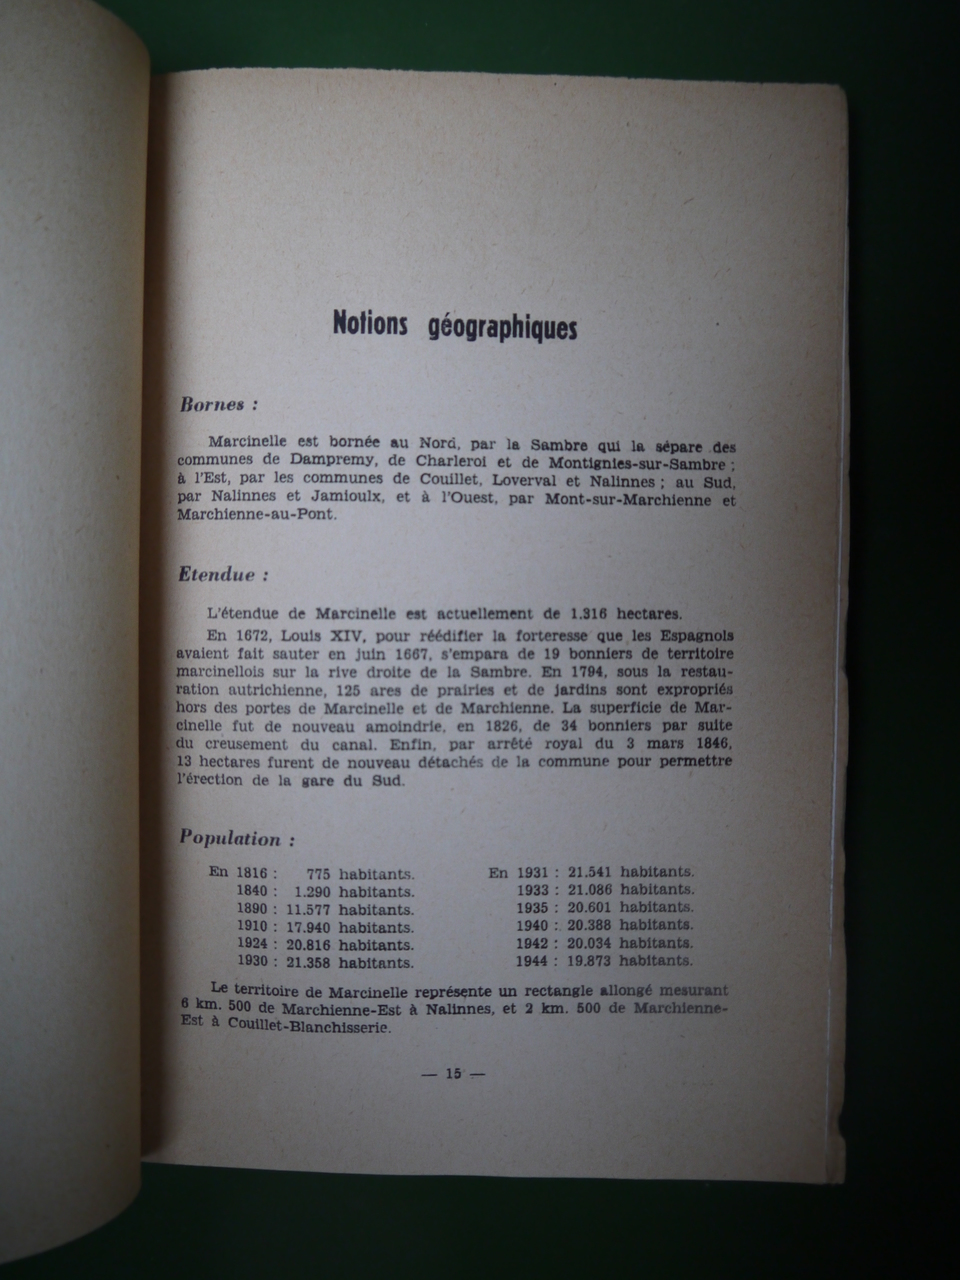 Notions géographiques
Bornes :
Marcinelle est bornée au Nord, par la Sambre qui la sépare des
communes de Dampremy, de Charleroi et de Montignies-sur-Sambre ;
à l'Est, par les communes de Couillet, Loverval et Nalinnes ; au Sud,
par Nalinnes et Jamioulx, et à l'Ouest, par Mont-sur-Marchienne et
Marchienne-au-Pont.
Etendue :
L'étendue de Marcinelle est actuellement de 1.316 hectares.
En 1672, Louis XIV, pour réédifier la forteresse que les Espagnols
avaient fait sauter en juin 1667, s'empara de 19 bonniers de territoire
marcinellois sur la rive droite de la Sambre. En 1794, sous la restau-
ration autrichienne, 125 ares de prairies et de jardins sont expropriés
hors des portes de Marcinelle et de Marchienne. La superficie de Mar-
cinelle fut de nouveau amoindrie, en 1826, de 34 bonniers par suite
du creusement du canal. Enfin, par arrêté royal du 3 mars 1846,
13 hectares furent de nouveau détachés de la commune pour permettre
l'érection de la gare du Sud.
Population :
En 1816 : 775 habitants.
1840 : 1.290 habitants.
1890 : 11.577 habitants.
1910 : 17.940 habitants.
1924 : 20.816 habitants.
1930 : 21.358 habitants.
En 1931 : 21.541 habitants.
1933 : 21.086 habitants.
1935 : 20.601 habitants.
1940 : 20.388 habitants.
1942 : 20.034 habitants.
1944 : 19.873 habitants.
Le territoire de Marcinelle représente un rectangle allongé mesurant
6 km. 500 de Marchienne-Est à Nalinnes, et 2 km. 500 de Marchienne-
Est à Couillet-Blanchisserie.
— 15 —